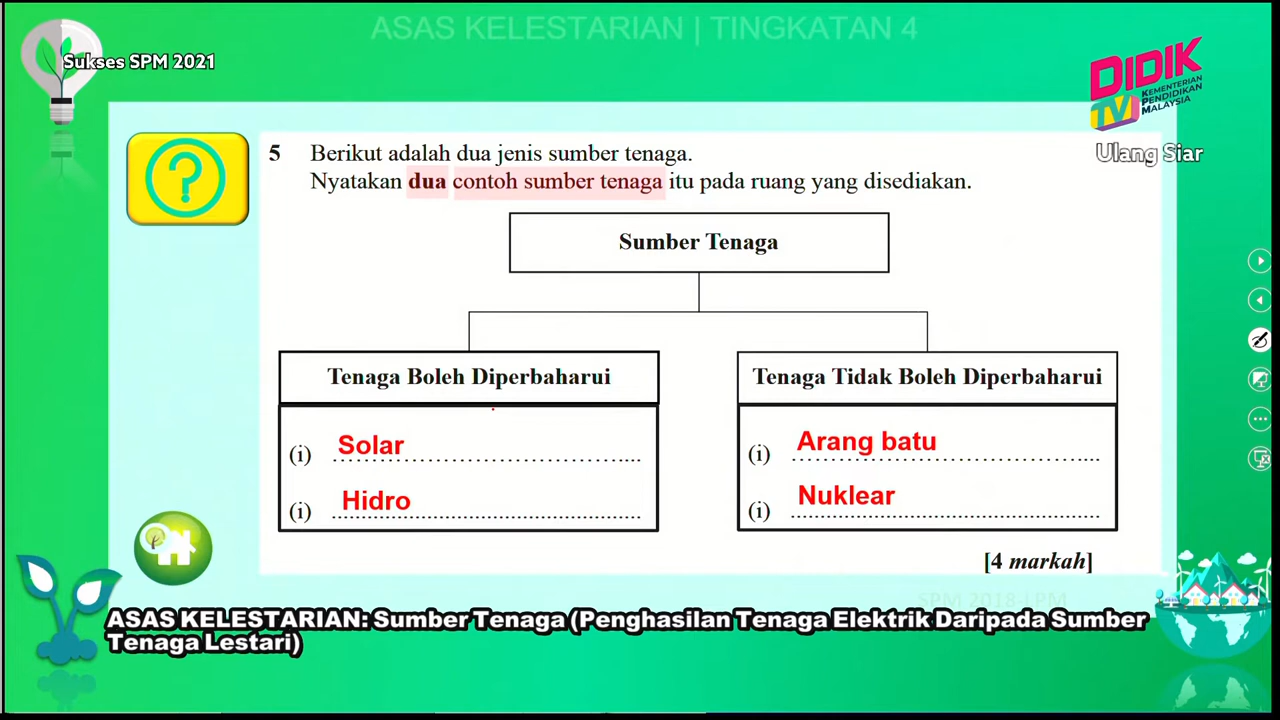 ASAS KELESTARIAN | TINGKATAN 4
Sukses SPM 2021
DIDIK
TV
KEMENTERIAN
PENDIDIKAN
MALAYSIA
Ulang Siar
5 Berikut adalah dua jenis sumber tenaga.
Nyatakan dua contoh sumber tenaga itu pada ruang yang disediakan.
Sumber Tenaga
Tenaga Boleh Diperbaharui
(i) Solar
(i) Hidro
Tenaga Tidak Boleh Diperbaharui
(i) Arang batu
(i) Nuklear
[4 markah]
SPM 2018-LPM
ASAS KELESTARIAN: Sumber Tenaga (Penghasilan Tenaga Elektrik Daripada Sumber
Tenaga Lestari)